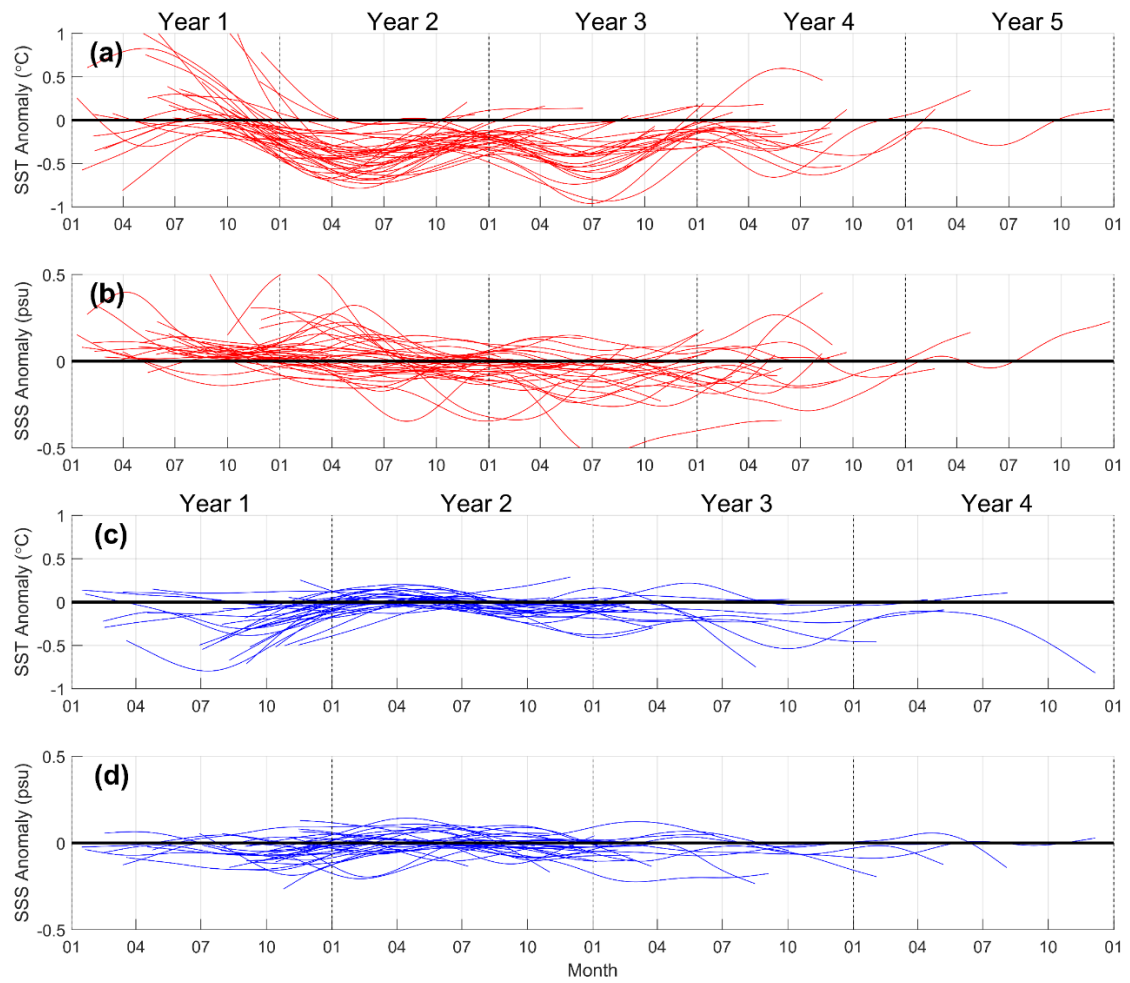 Year 1 Year 2 Year 3 Year 4 Year 5
(a)
SST Anomaly (°C)
1
0.5
0
-0.5
-1
01 04 07 10 01 04 07 10 01 04 07 10 01 04 07 10 01 04 07 10 01
(b)
SSS Anomaly (psu)
0.5
0
-0.5
01 04 07 10 01 04 07 10 01 04 07 10 01 04 07 10 01 04 07 10 01
Year 1 Year 2 Year 3 Year 4
(c)
SST Anomaly (°C)
1
0.5
0
-0.5
-1
01 04 07 10 01 04 07 10 01 04 07 10 01 04 07 10 01
(d)
SSS Anomaly (psu)
0.5
0
-0.5
01 04 07 10 01 04 07 10 01 04 07 10 01 04 07 10 01
Month